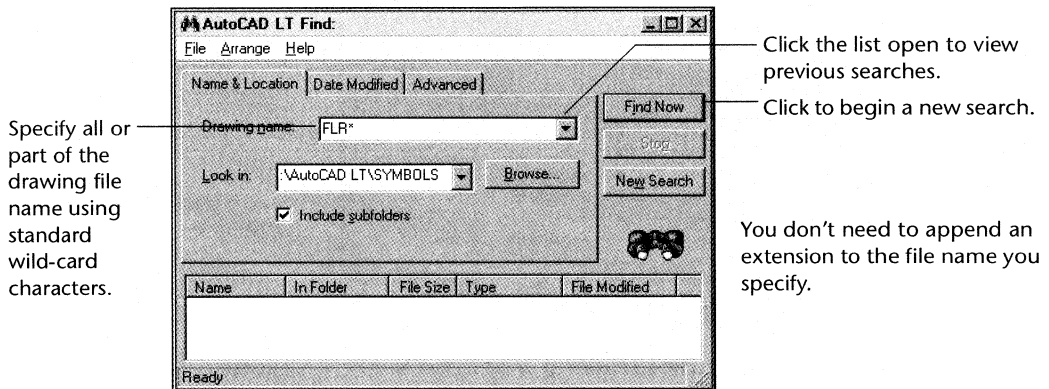 AutoCAD LT Find:
File Arrange Help
Name & Location Date Modified Advanced
Drawing name: FLR*
Look in: :\AutoCAD LT\SYMBOLS Browse...
Include subfolders
Find Now
Stop
New Search
Name In Folder File Size Type File Modified
Ready
Specify all or
part of the
drawing file
name using
standard
wild-card
characters.
Click the list open to view
previous searches.
Click to begin a new search.
You don't need to append an
extension to the file name you
specify.